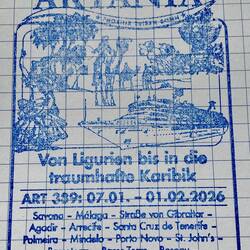 ARTANIA
Von Ligurien bis in die
traumhafte Karibik
ART 389: 07.01. - 01.02.2026
Savona - Málaga - Straße von Gibraltar -
Agadir - Arrecife - Santa Cruz de Tenerife -
Palmeira - Mindelo - Porto Novo - St. John's -